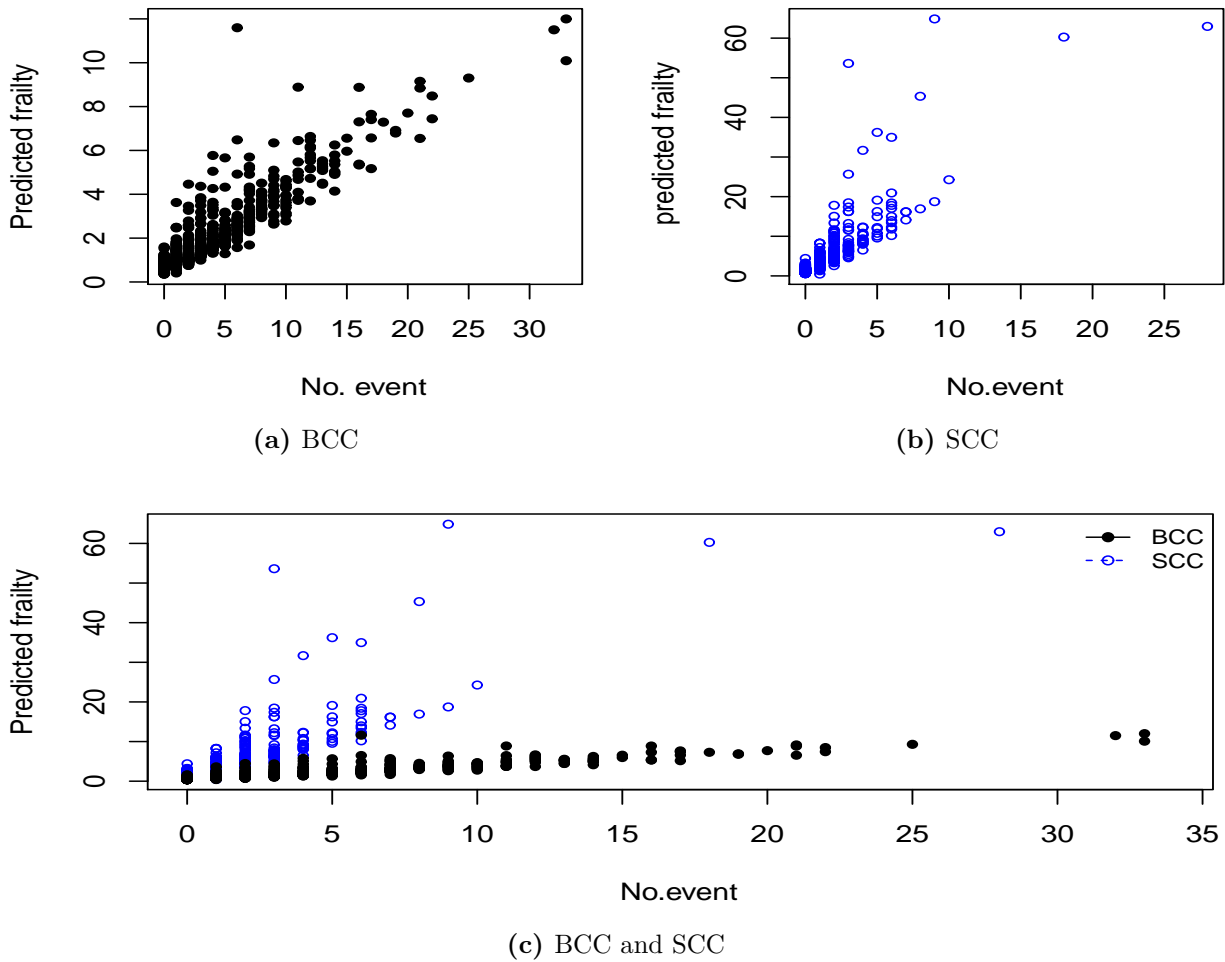 Predicted frailty
0 2 4 6 8 10
0 5 10 15 20 25 30
No. event
(a) BCC
predicted frailty
0 20 40 60
0 5 10 15 20 25
No.event
(b) SCC
Predicted frailty
0 20 40 60
BCC
SCC
0 5 10 15 20 25 30 35
No.event
(c) BCC and SCC